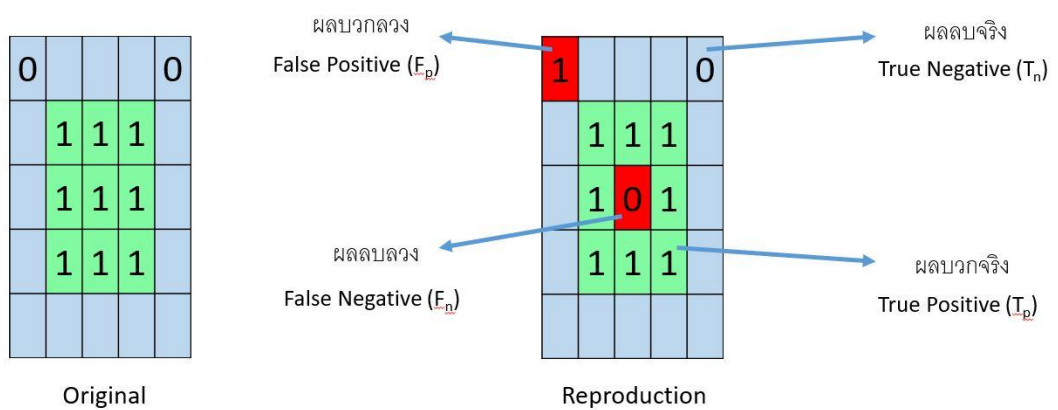 ผลบวกลวง
False Positive (Fp)
ผลลบจริง
True Negative (Tn)
0 0
1 1 1
1 1 1
1 1 1
Original
ผลลบลวง
False Negative (Fn)
1 0
1 1 1
1 0 1
1 1 1
Reproduction
ผลบวกจริง
True Positive (Tp)